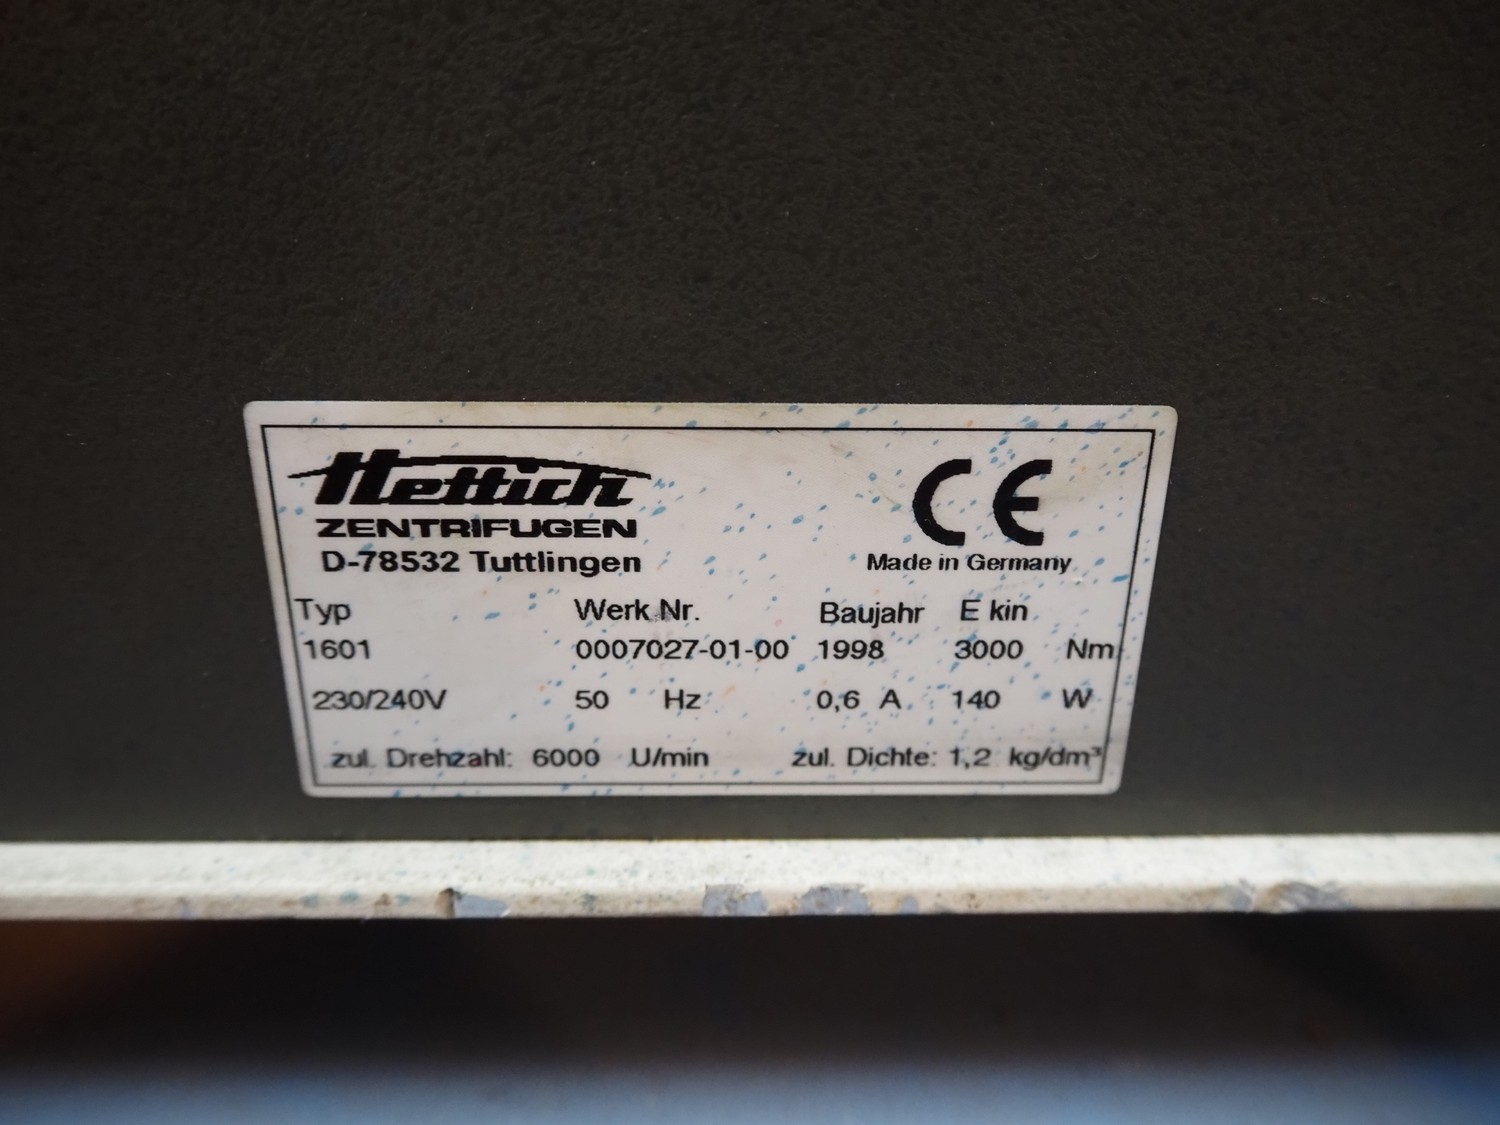 Hettich
ZENTRIFUGEN
D-78532 Tuttlingen
CE
Made in Germany
Typ Werk Nr. Baujahr E kin
1601 0007027-01-00 1998 3000 Nm
230/240V 50 Hz 0,6 A 140 W
zul. Drehzahl: 6000 U/min zul. Dichte: 1,2 kg/dm³